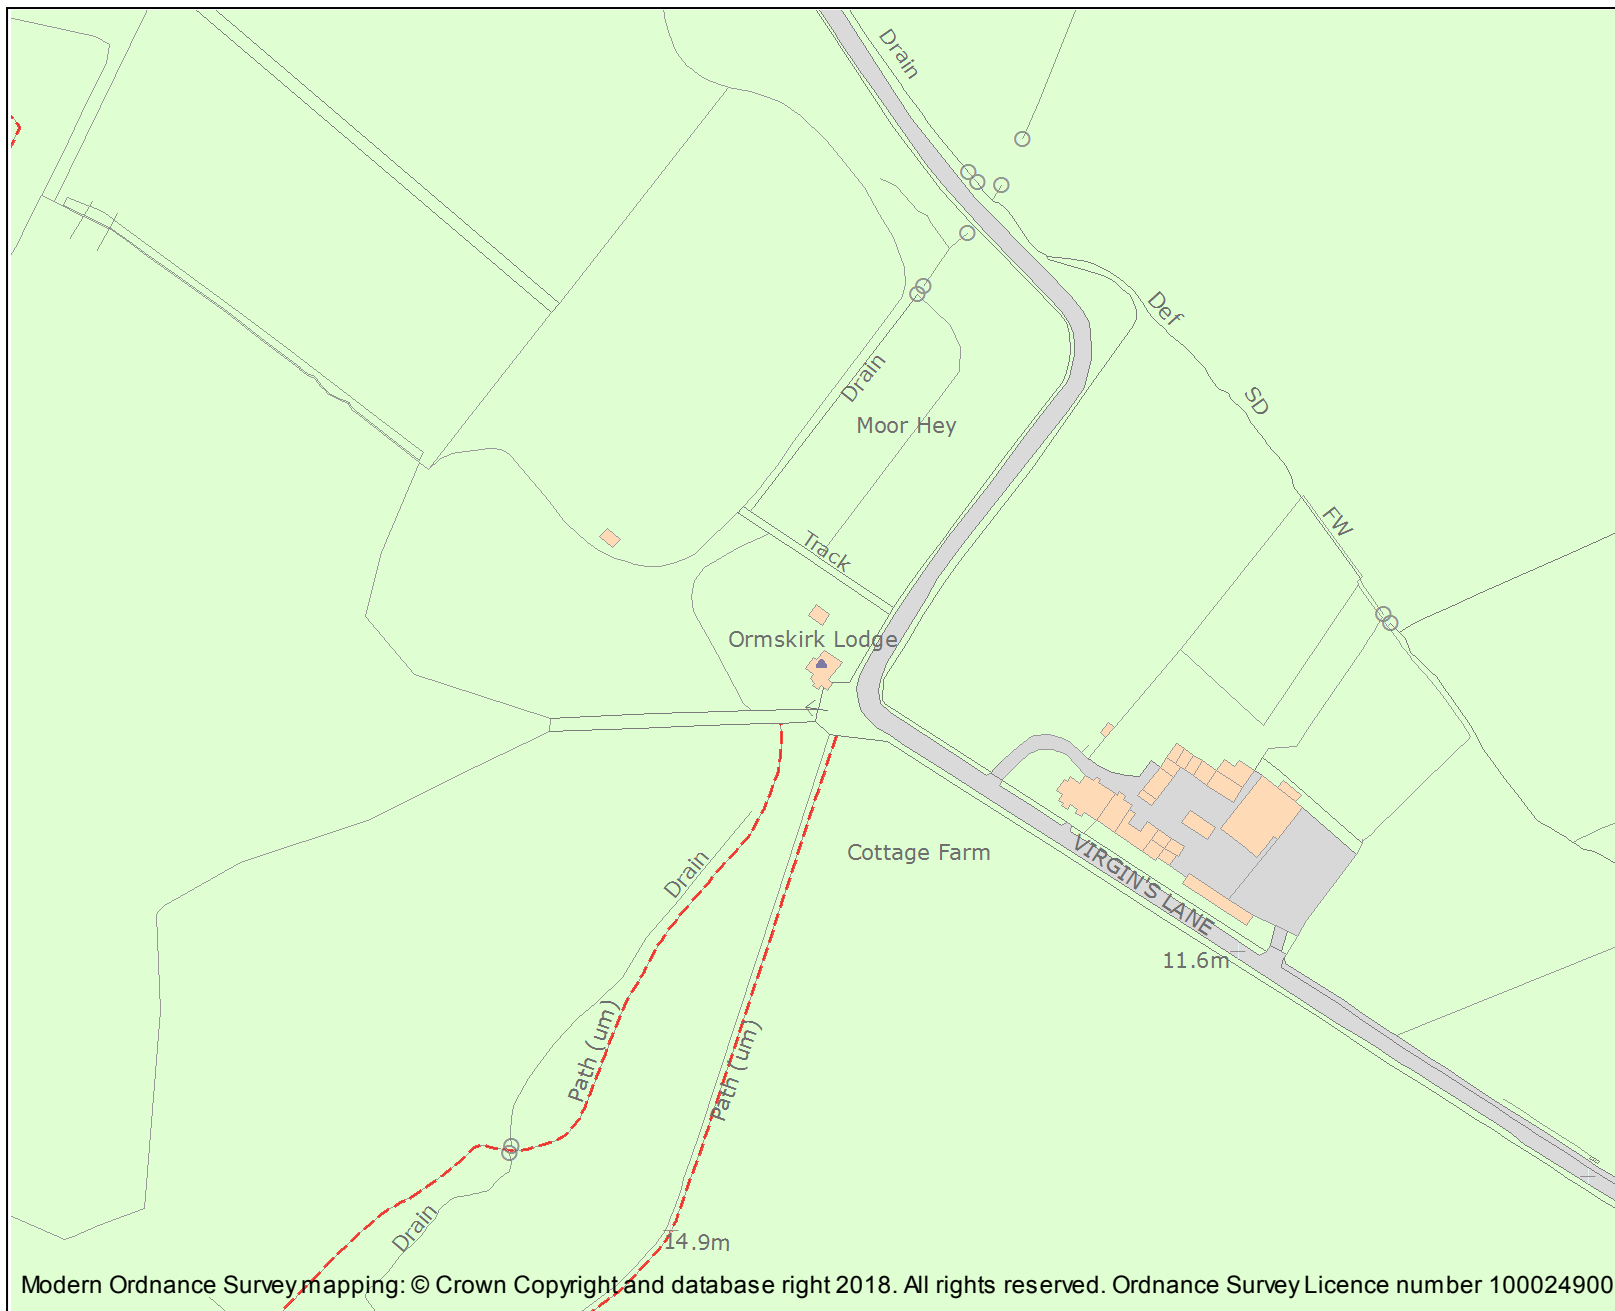 Drain
Def
SD
Drain
Moor Hey
FW
Track
Ormskirk Lodge
Cottage Farm
VIRGIN'S LANE
Drain
11.6m
Path (um)
Path (um)
Drain
14.9m
Modern Ordnance Survey mapping: © Crown Copyright and database right 2018. All rights reserved. Ordnance Survey Licence number 100024900